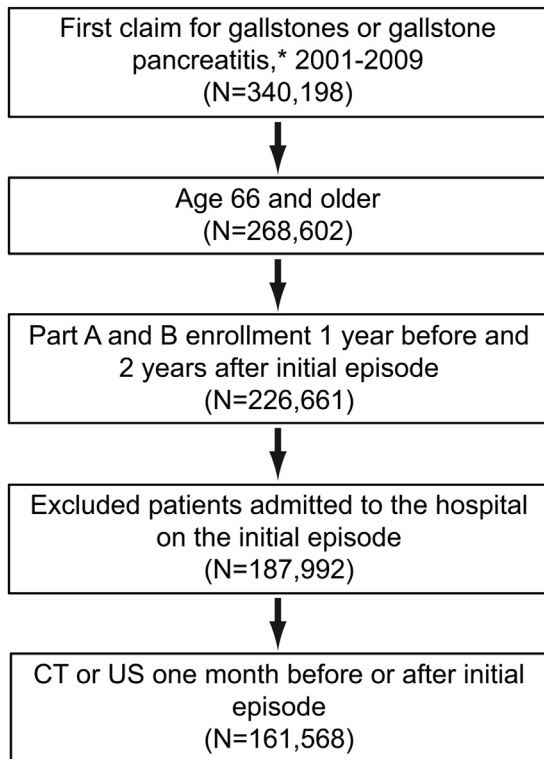 First claim for gallstones or gallstone
pancreatitis,* 2001-2009
(N=340,198)
Age 66 and older
(N=268,602)
Part A and B enrollment 1 year before and
2 years after initial episode
(N=226,661)
Excluded patients admitted to the hospital
on the initial episode
(N=187,992)
CT or US one month before or after initial
episode
(N=161,568)